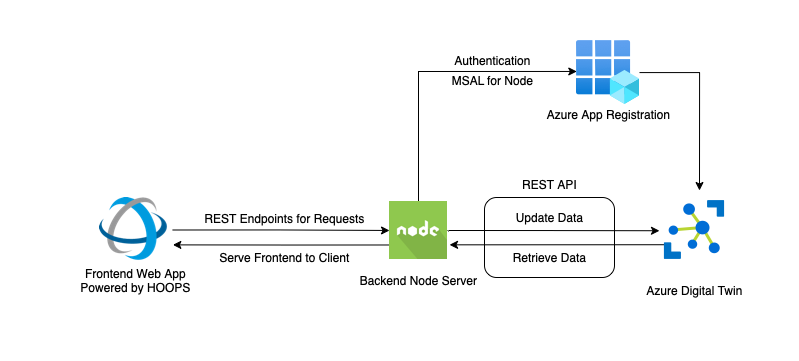 Authentication
MSAL for Node
Azure App Registration
REST API
REST Endpoints for Requests
Update Data
node
Serve Frontend to Client
Retrieve Data
Frontend Web App
Powered by HOOPS
Backend Node Server
Azure Digital Twin